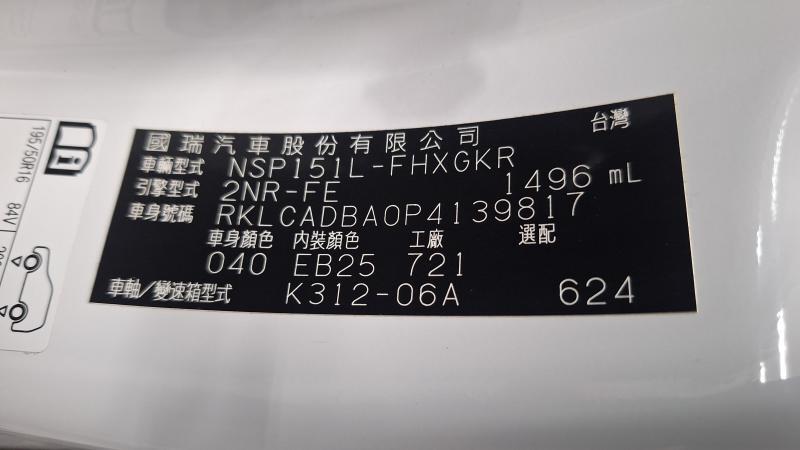 國瑞汽車股份有限公司 台灣
車輛型式 NSP151L-FHXGKR
引擎型式 2NR-FE 1496 mL
車身號碼 RKLCADBA0P4139817
車身顏色 內裝顏色 工廠 選配
040 EB25 721
車軸/變速箱型式 K312-06A 624
195/50R16 84V